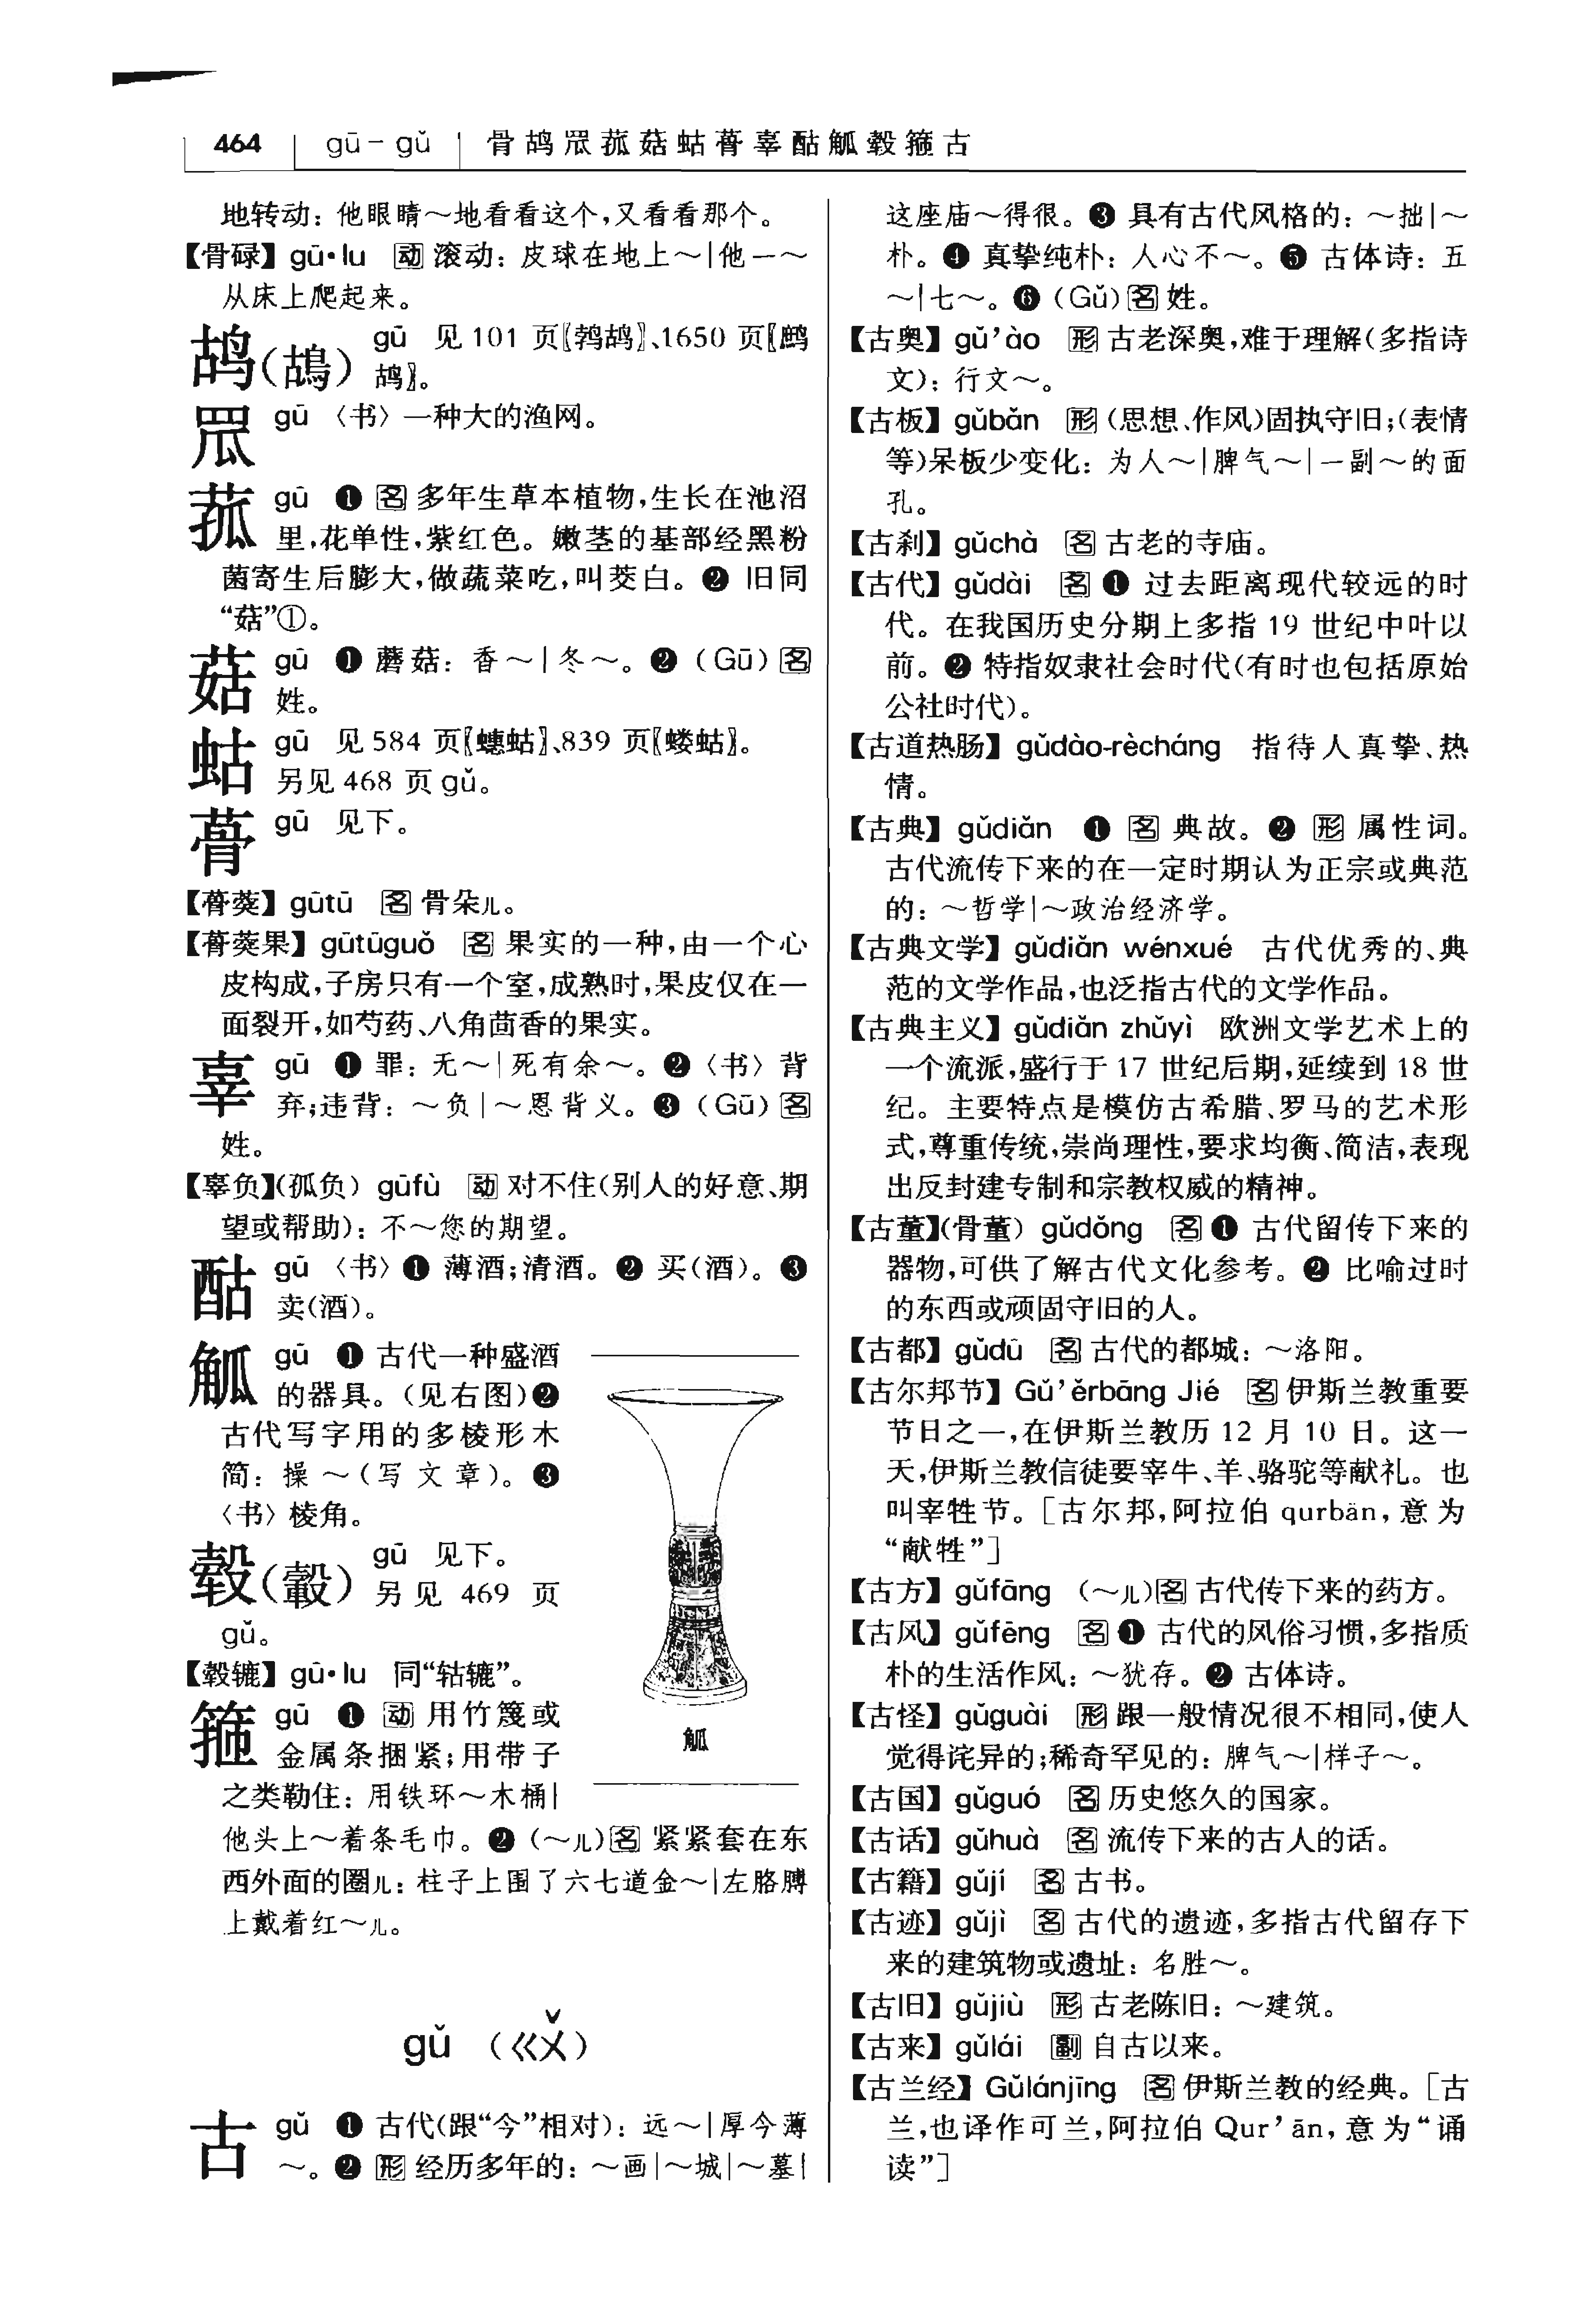 464 gū-gǔ 骨鸪罛菰菇蛄蓇辜酤觚毂箍古
地转动：他眼睛～地看看这个，又看看那个。
【骨碌】gū•lu 动 滚动：皮球在地上～|他一～
从床上爬起来。
鸪（鴣） gū 见 101 页〖鹁鸪〗、1650 页〖鹧
鸪〗。
罛 gū 〈书〉一种大的渔网。
菰 gū ❶ 名 多年生草本植物，生长在池沼
里，花单性，紫红色。嫩茎的基部经黑粉
菌寄生后膨大，做蔬菜吃，叫茭白。❷ 旧同
“菇”①。
菇 gū ❶ 蘑菇：香～|冬～。❷（Gū）名
姓。
蛄 gū 见 584 页〖蟪蛄〗、839 页〖蝼蛄〗。
另见 468 页 gǔ。
蓇 gū 见下。
【蓇葖】gūtū 名 骨朵儿。
【蓇葖果】gūtūguǒ 名 果实的一种，由一个心
皮构成，子房只有一个室，成熟时，果皮仅在一
面裂开，如芍药、八角茴香的果实。
辜 gū ❶ 罪：无～|死有余～。❷〈书〉背
弃；违背：～负|～恩背义。❸（Gū）名
姓。
【辜负】（孤负）gūfù 动 对不住（别人的好意、期
望或帮助）：不～您的期望。
酤 gū 〈书〉❶ 薄酒；清酒。❷ 买（酒）。❸
卖（酒）。
觚 gū ❶ 古代一种盛酒
的器具。（见右图）❷
古代写字用的多棱形木
简：操～（写文章）。❸
〈书〉棱角。
毂（轂） gū 见下。
另见 469 页
gǔ。
【毂辘】gū•lu 同“轱辘”。
箍 gū ❶ 动 用竹篾或
金属条捆紧；用带子
之类勒住：用铁环～木桶|
他头上～着条毛巾。❷（～儿）名 紧紧套在东
西外面的圈儿：柱子上围了六七道金～|左胳膊
上戴着红～儿。
觚
gǔ （ㄍㄨˇ）
古 gǔ ❶ 古代（跟“今”相对）：远～|厚今薄
～。❷ 形 经历多年的：～画|～城|～墓|
这座庙～得很。❸ 具有古代风格的：～拙|～
朴。❹ 真挚纯朴：人心不～。❺ 古体诗：五
～|七～。❻（Gǔ）名 姓。
【古奥】gǔ’ào 形 古老深奥，难于理解（多指诗
文）：行文～。
【古板】gǔbǎn 形（思想、作风）固执守旧；（表情
等）呆板少变化：为人～|脾气～|一副～的面
孔。
【古刹】gǔchà 名 古老的寺庙。
【古代】gǔdài 名 ❶ 过去距离现代较远的时
代。在我国历史分期上多指 19 世纪中叶以
前。❷ 特指奴隶社会时代（有时也包括原始
公社时代）。
【古道热肠】gǔdào-rècháng 指待人真挚、热
情。
【古典】gǔdiǎn ❶ 名 典故。❷ 形 属性词。
古代流传下来的在一定时期认为正宗或典范
的：～哲学|～政治经济学。
【古典文学】gǔdiǎn wénxué 古代优秀的、典
范的文学作品，也泛指古代的文学作品。
【古典主义】gǔdiǎn zhǔyì 欧洲文学艺术上的
一个流派，盛行于 17 世纪后期，延续到 18 世
纪。主要特点是模仿古希腊、罗马的艺术形
式，尊重传统，崇尚理性，要求均衡、简洁，表现
出反封建专制和宗教权威的精神。
【古董】（骨董）gǔdǒng 名 ❶ 古代留传下来的
器物，可供了解古代文化参考。❷ 比喻过时
的东西或顽固守旧的人。
【古都】gǔdū 名 古代的都城：～洛阳。
【古尔邦节】Gǔ’ěrbāng Jié 名 伊斯兰教重要
节日之一，在伊斯兰教历 12 月 10 日。这一
天，伊斯兰教信徒要宰牛、羊、骆驼等献礼。也
叫宰牲节。［古尔邦，阿拉伯 qurbān，意为
“献牲”］
【古方】gǔfāng （～儿）名 古代传下来的药方。
【古风】gǔfēng 名 ❶ 古代的风俗习惯，多指质
朴的生活作风：～犹存。❷ 古体诗。
【古怪】gǔguài 形 跟一般情况很不相同，使人
觉得诧异的；稀奇罕见的：脾气～|样子～。
【古国】gǔguó 名 历史悠久的国家。
【古话】gǔhuà 名 流传下来的古人的话。
【古籍】gǔjí 名 古书。
【古迹】gǔjì 名 古代的遗迹，多指古代留存下
来的建筑物或遗址：名胜～。
【古旧】gǔjiù 形 古老陈旧：～建筑。
【古来】gǔlái 副 自古以来。
【古兰经】Gǔlánjīng 名 伊斯兰教的经典。［古
兰，也译作可兰，阿拉伯 Qur’ān，意为“诵
读”］